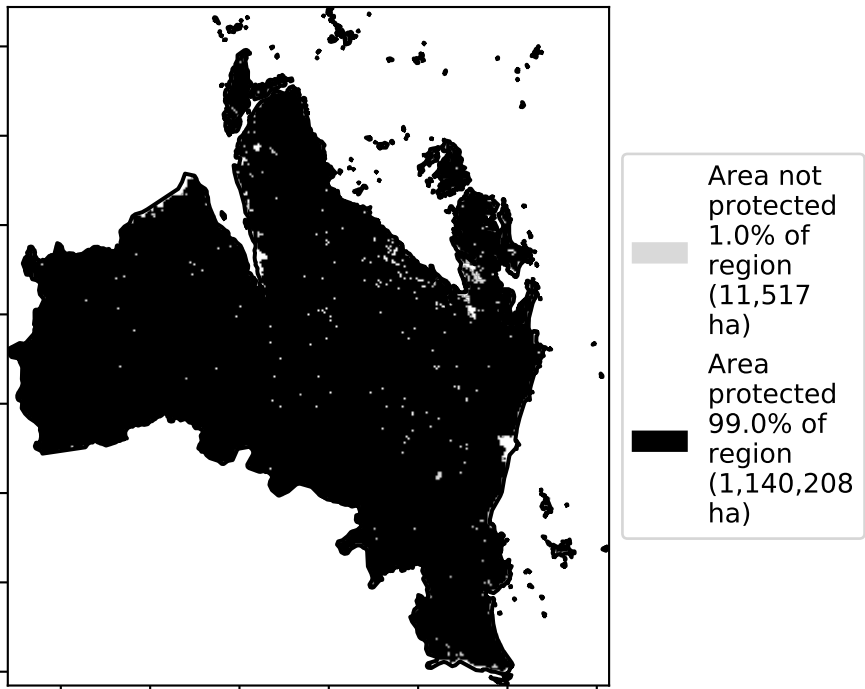 Area not
protected
1.0% of
region
(11,517
ha)
Area
protected
99.0% of
region
(1,140,208
ha)